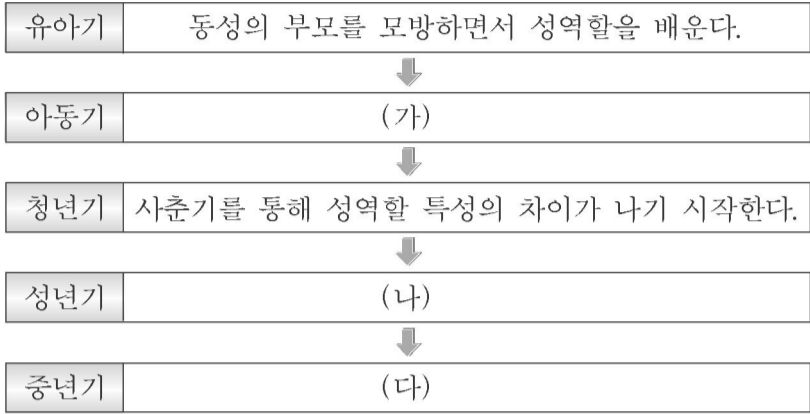 유아기 동성의 부모를 모방하면서 성역할을 배운다.
아동기 (가)
청년기 사춘기를 통해 성역할 특성의 차이가 나기 시작한다.
성년기 (나)
중년기 (다)